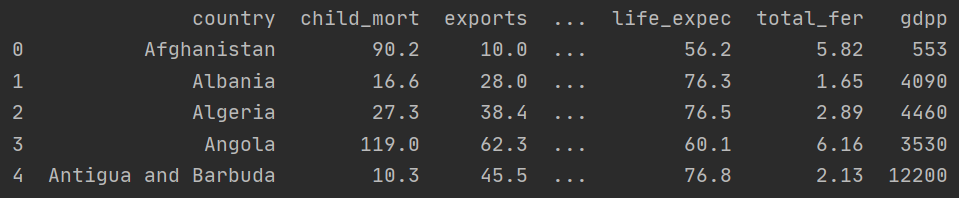 country child_mort exports ... life_expec total_fer gdpp
0 Afghanistan 90.2 10.0 ... 56.2 5.82 553
1 Albania 16.6 28.0 ... 76.3 1.65 4090
2 Algeria 27.3 38.4 ... 76.5 2.89 4460
3 Angola 119.0 62.3 ... 60.1 6.16 3530
4 Antigua and Barbuda 10.3 45.5 ... 76.8 2.13 12200